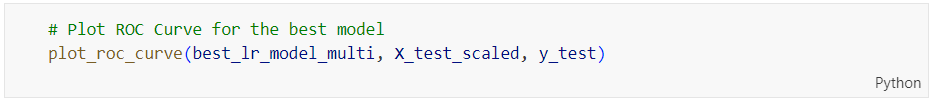 # Plot ROC Curve for the best model
plot_roc_curve(best_lr_model_multi, X_test_scaled, y_test)
Python